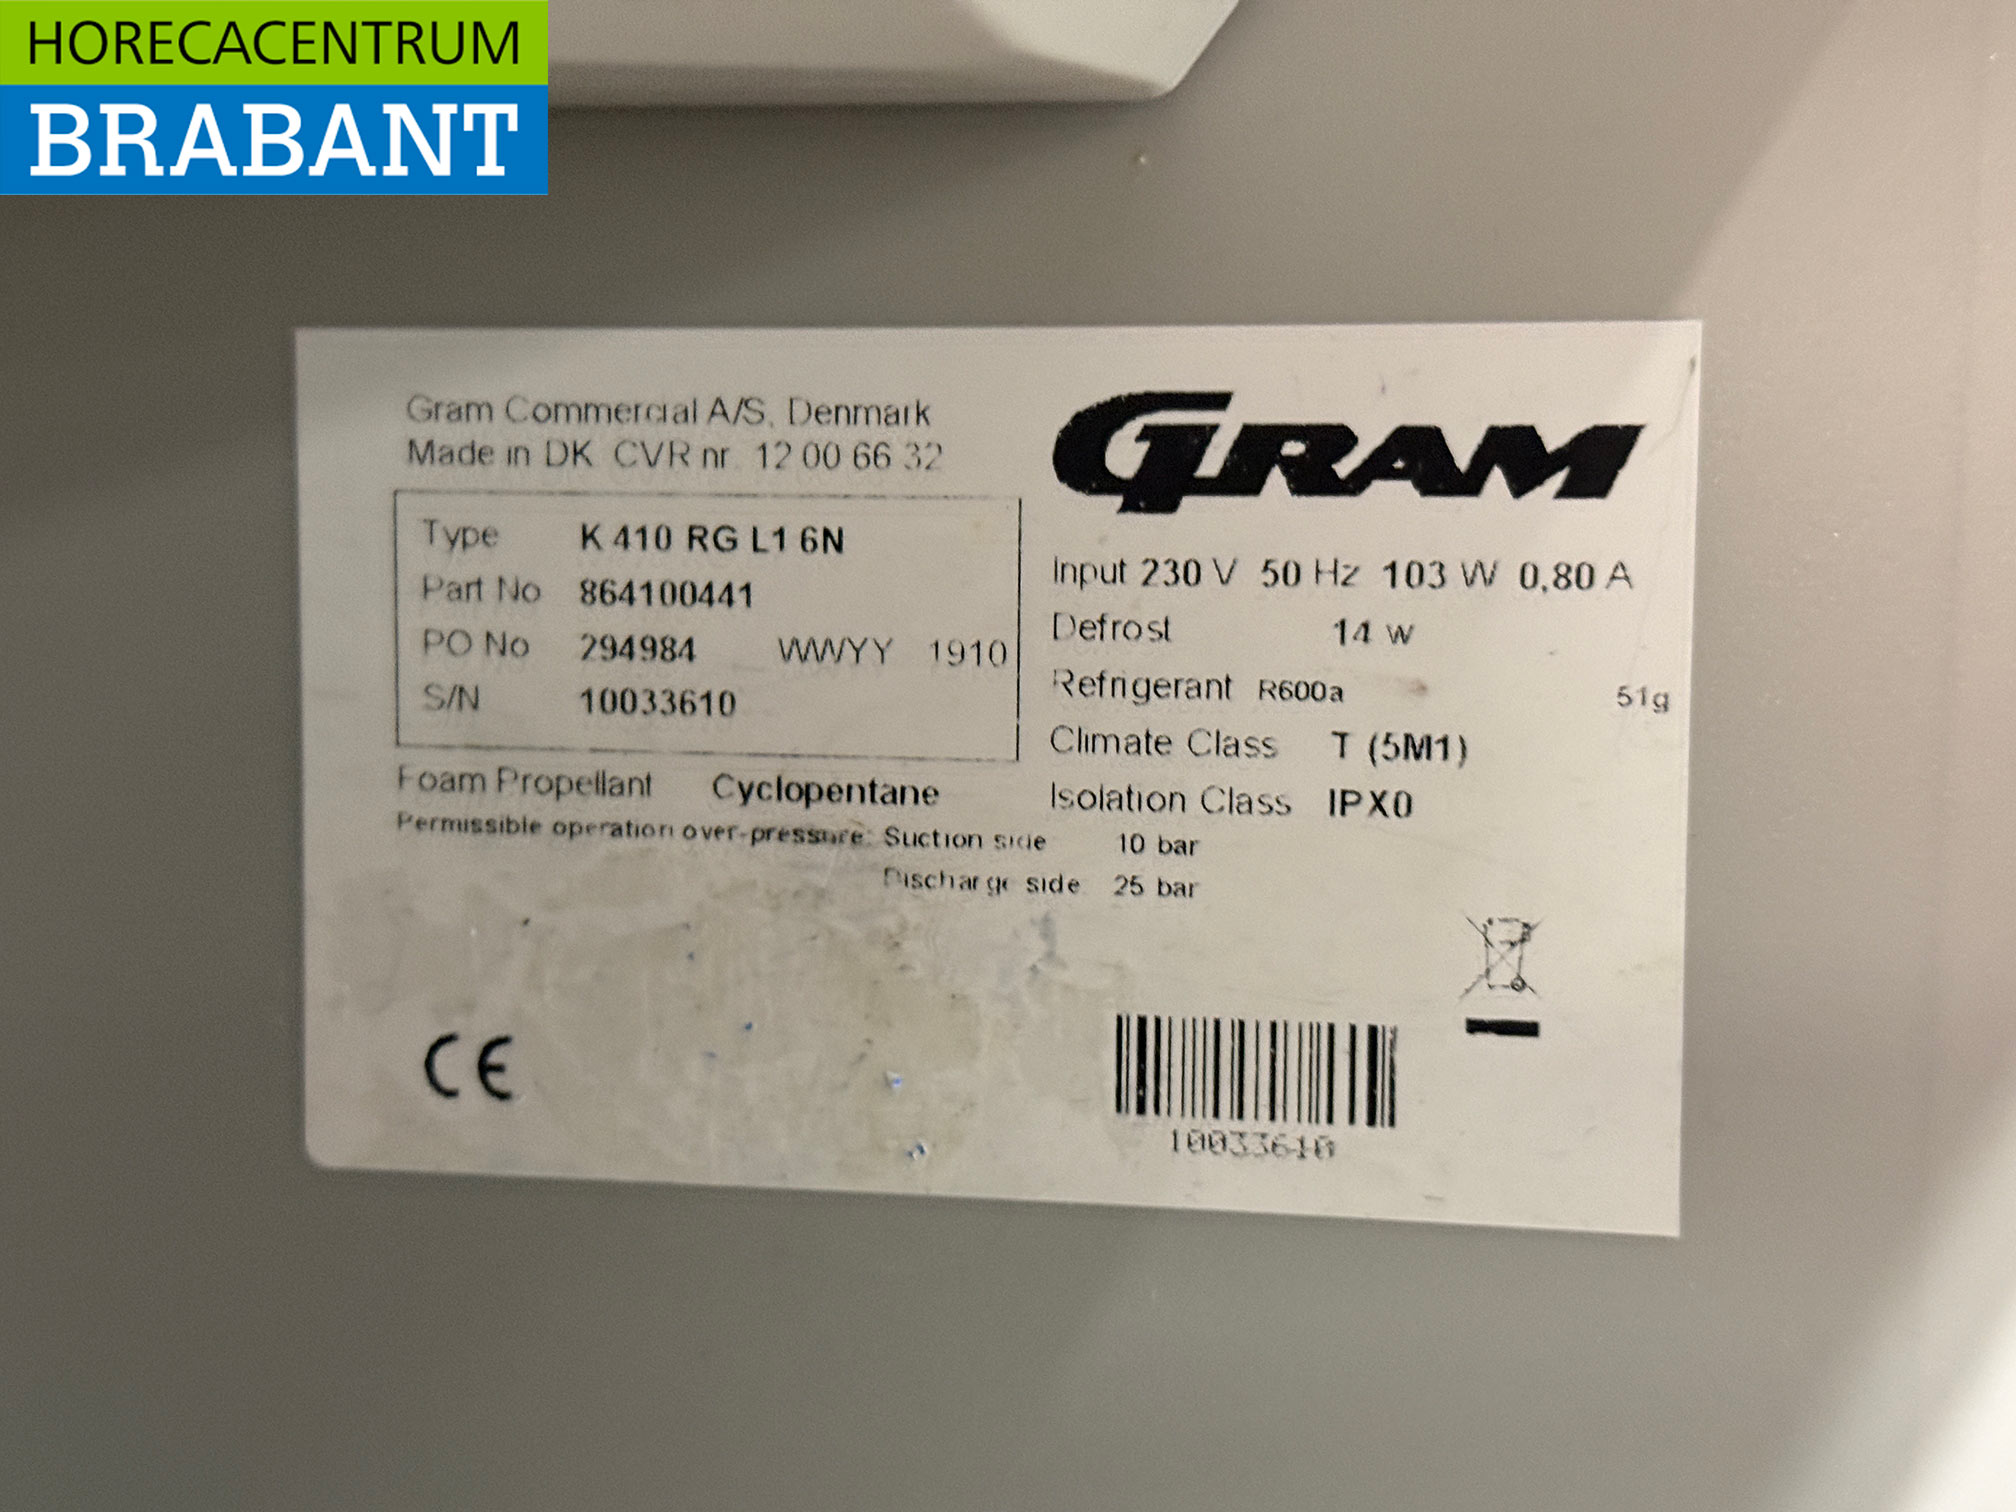 HORECACENTRUM
BRABANT
Gram Commercial A/S, Denmark
Made in DK CVR nr. 12 00 66 32
GRAM
Type K 410 RG L1 6N
Part No 864100441
PO No 294984 WWYY 1910
S/N 10033610
Input 230 V 50 Hz 103 W 0,80 A
Defrost 14 W
Refrigerant R600a 51g
Climate Class T (5M1)
Isolation Class IPX0
Foam Propellant Cyclopentane
Permissible operation over-pressure: Suction side 10 bar
Discharge side 25 bar
CE
10033610